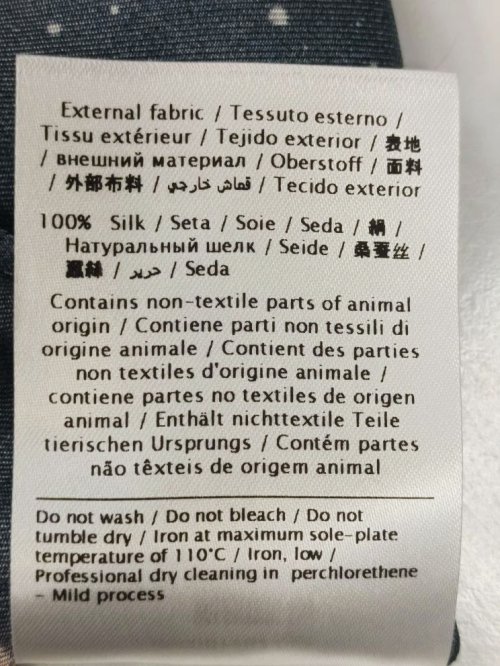 External fabric / Tessuto esterno /
Tissu extérieur / Tejido exterior / 表地
/ внешний материал / Oberstoff / 面料
/ 外部布料 / قماش خارجي / Tecido exterior
100% Silk / Seta / Soie / Seda / 絹 /
Натуральный шелк / Seide / 桑蚕丝 /
蠶絲 / حرير / Seda
Contains non-textile parts of animal
origin / Contiene parti non tessili di
origine animale / Contient des parties
non textiles d'origine animale /
contiene partes no textiles de origen
animal / Enthält nichttextile Teile
tierischen Ursprungs / Contém partes
não têxteis de origem animal
Do not wash / Do not bleach / Do not
tumble dry / Iron at maximum sole-plate
temperature of 110°C / Iron, low /
Professional dry cleaning in perchlorethene
- Mild process